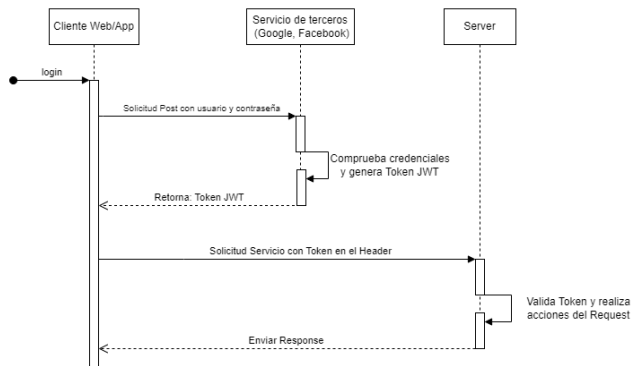 Cliente Web/App
Servicio de terceros
(Google, Facebook)
Server
login
Solicitud Post con usuario y contraseña
Comprueba credenciales
y genera Token JWT
Retorna: Token JWT
Solicitud Servicio con Token en el Header
Valida Token y realiza
acciones del Request
Enviar Response